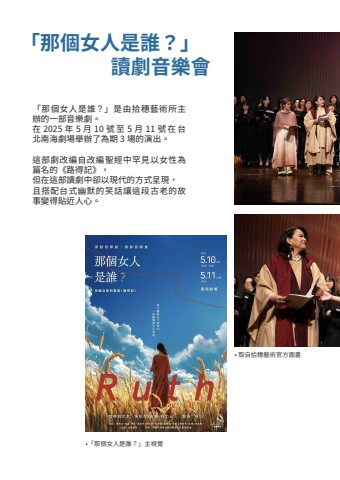 「那個女人是誰？」
讀劇音樂會
「那個女人是誰？」是由拾穗藝術所主
辦的一部音樂劇。
在 2025 年 5 月 10 號至 5 月 11 號在台
北南海劇場舉辦了為期 3 場的演出。
這部劇改編自改編聖經中罕見以女性為
篇名的《路得記》，
但在這部讀劇中卻以現代的方式呈現，
且搭配台式幽默的笑話讓這段古老的故
事變得貼近人心。
那個女人
是誰？
5.10
5.11
Ruth
• 取自拾穗藝術官方面書
•「那個女人是誰？」主視覺